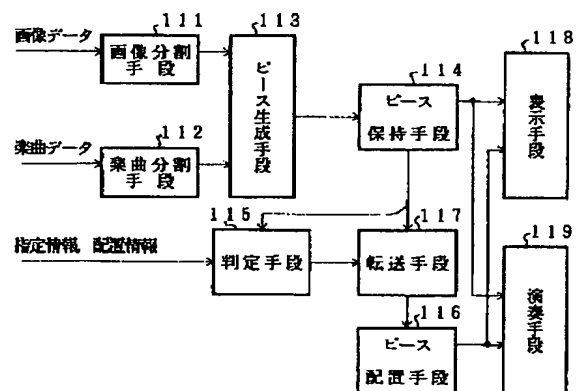 111
画像データ
画像分割
手段
113
ピース生成手段
114
ピース
保持手段
118
表示手段
112
楽曲データ
楽曲分割
手段
115
指定情報、配置情報
判定手段
117
転送手段
116
ピース
配置手段
119
演奏手段